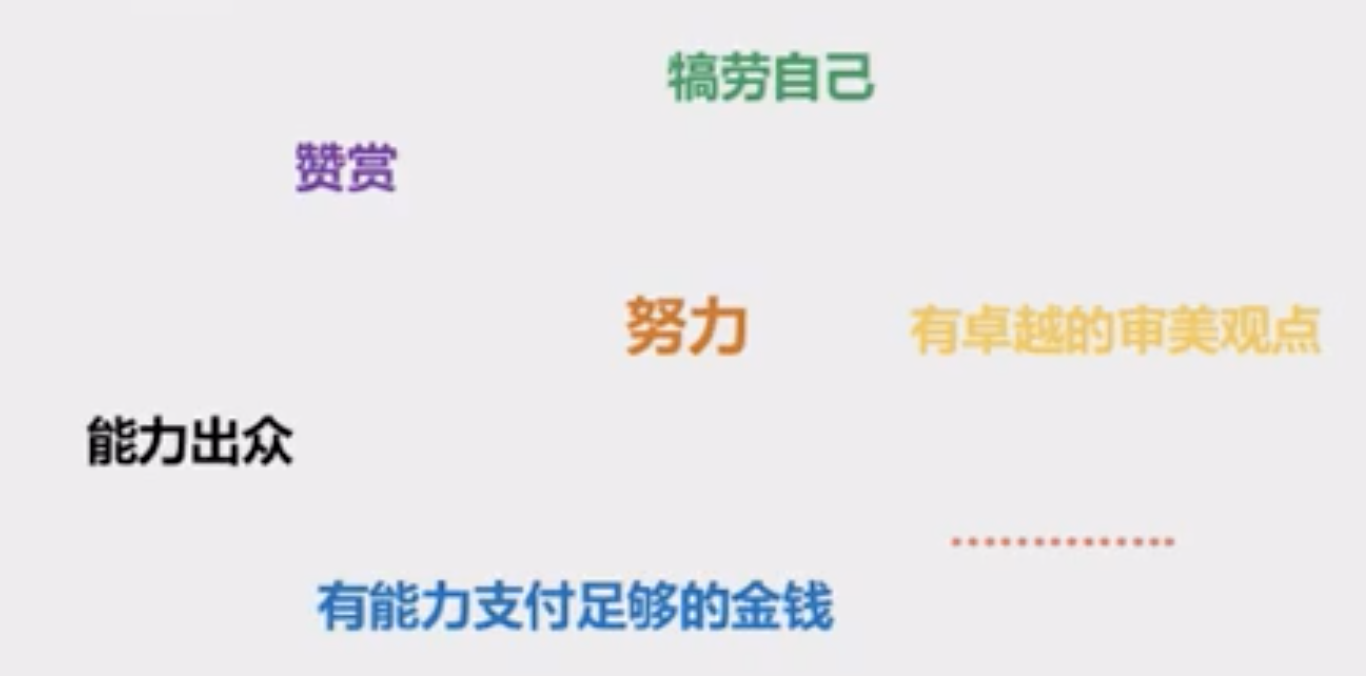 犒劳自己
赞赏
努力
有卓越的审美观点
能力出众
..............
有能力支付足够的金钱